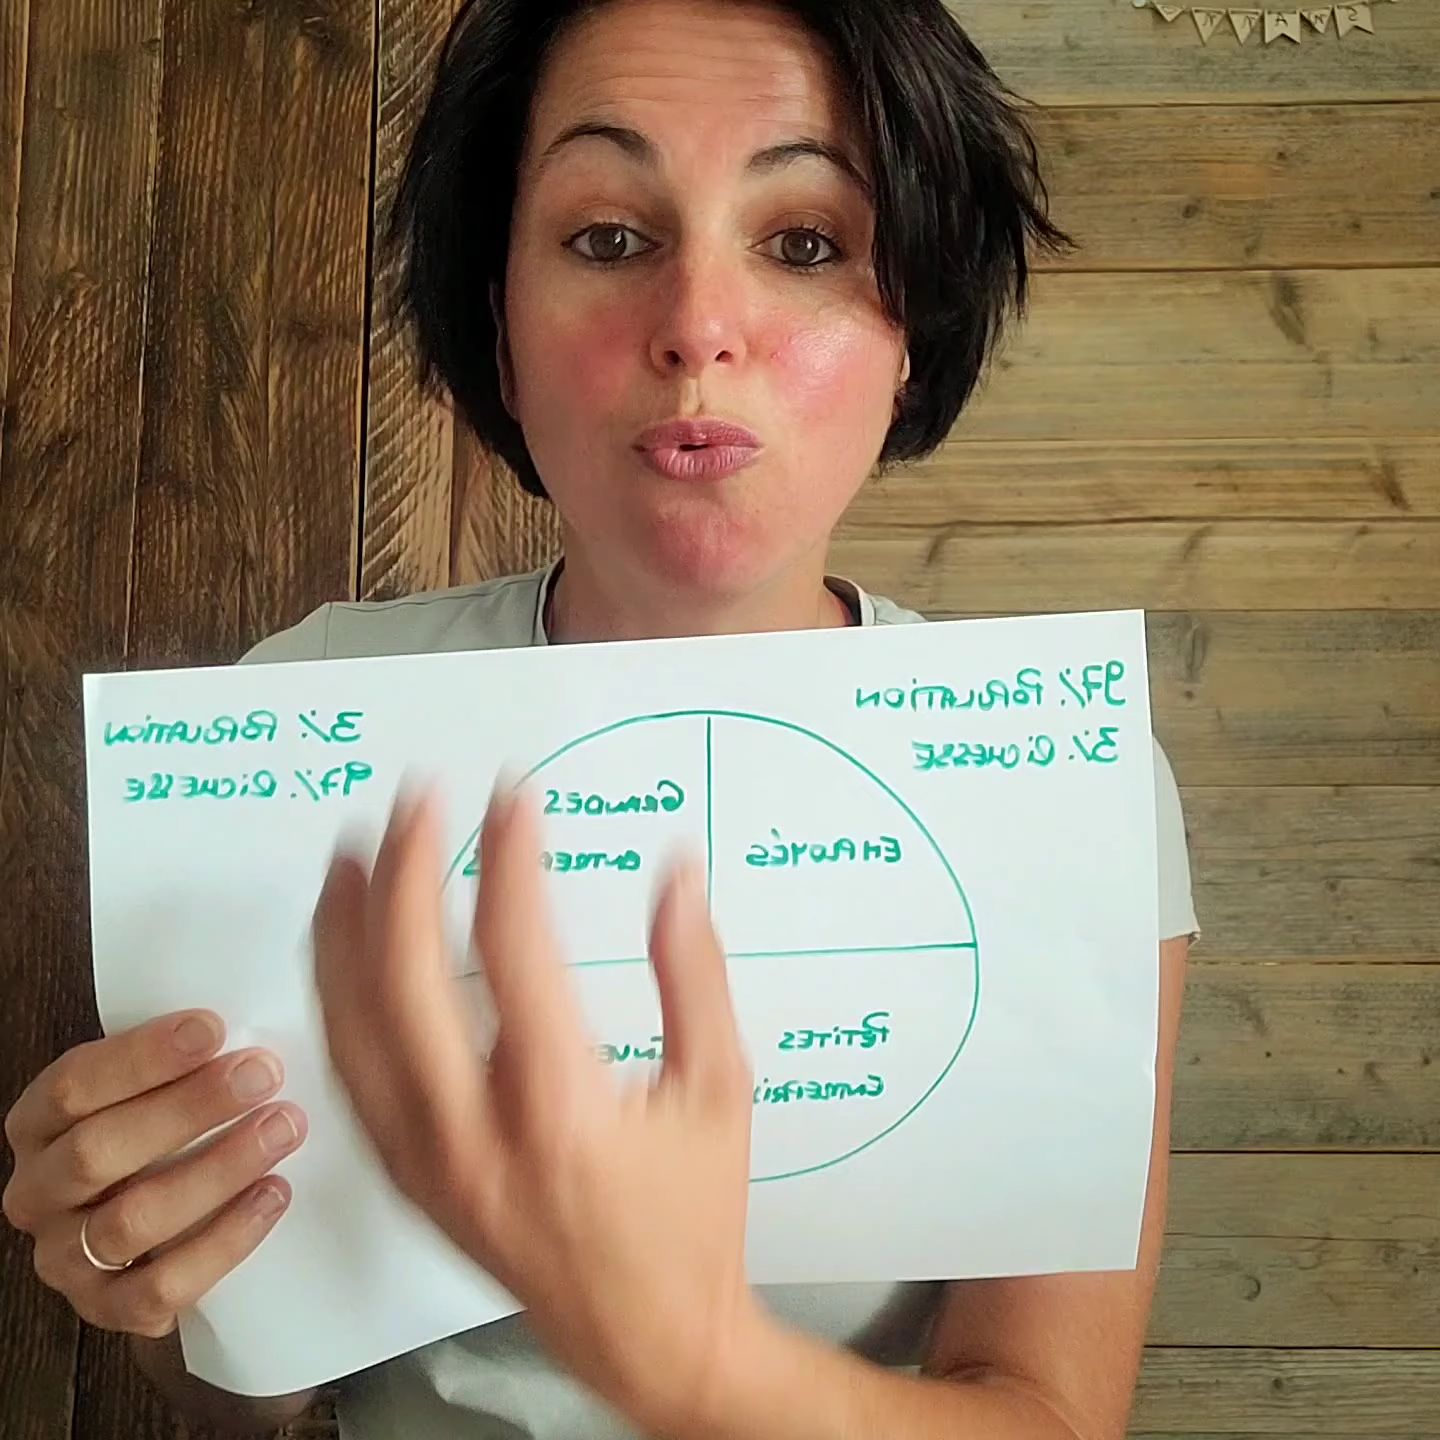 97% POPULATION
3% RICHESSE
EMPLOYÉS
PETITES
GRANDES
3% POPULATION
97% RICHESSE